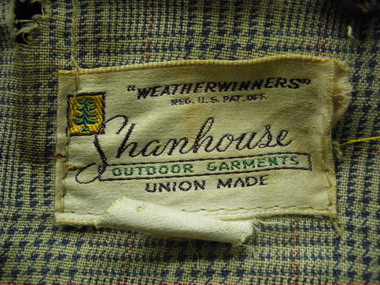 "WEATHERWINNERS"
REG. U.S. PAT. OFF.
Shanhouse
OUTDOOR GARMENTS
UNION MADE